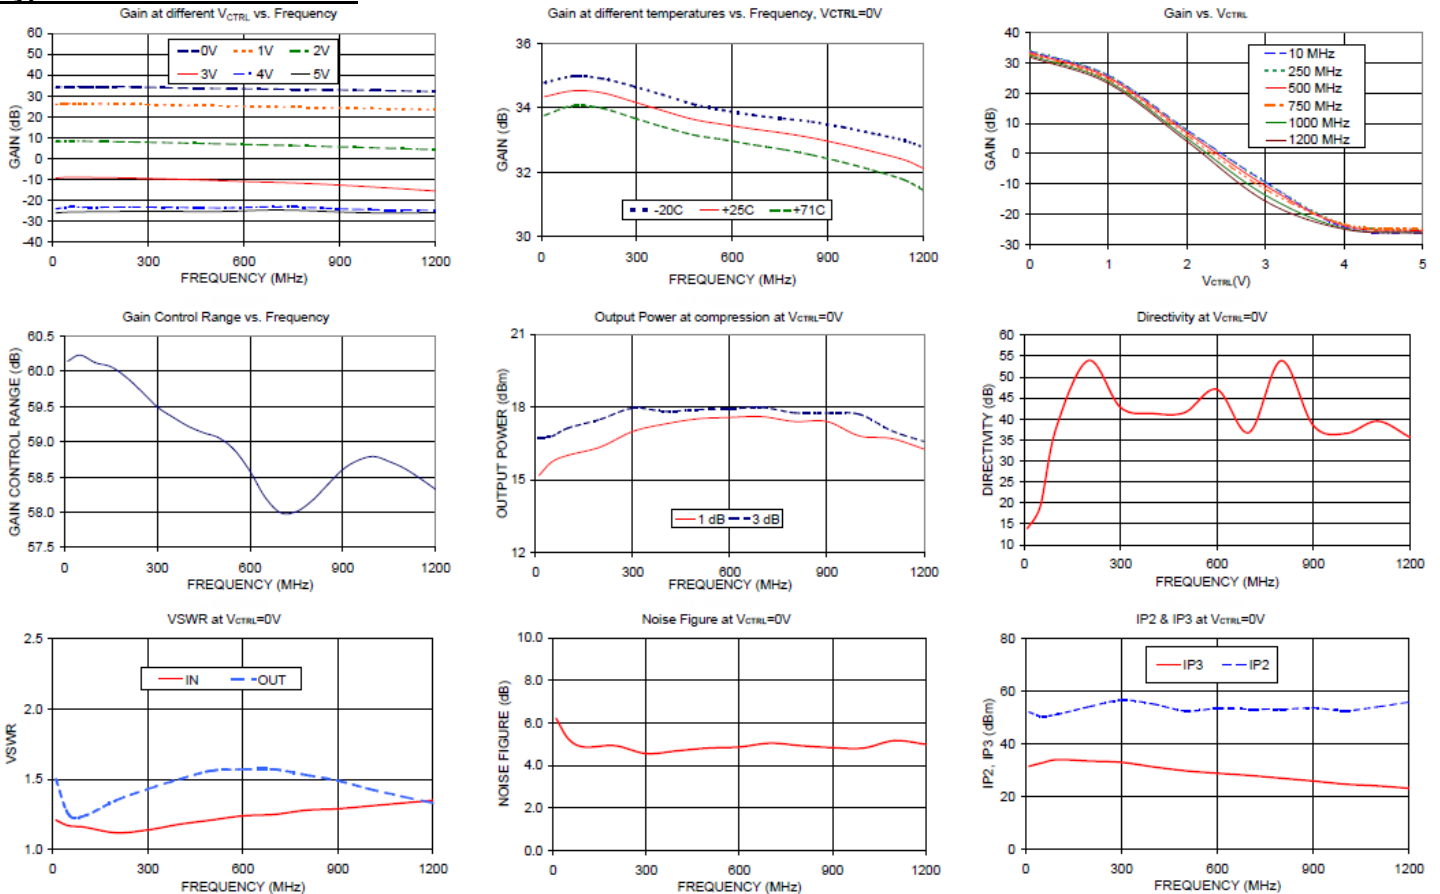 Gain at different VCTRL vs. Frequency
60
50
40
30
20
10
0
-10
-20
-30
-40
GAIN (dB)
0V 1V 2V
3V 4V 5V
0 300 600 900 1200
FREQUENCY (MHz)
Gain at different temperatures vs. Frequency, VCTRL=0V
36
34
32
30
GAIN (dB)
-20C +25C +71C
0 300 600 900 1200
FREQUENCY (MHz)
Gain vs. VCTRL
40
30
20
10
0
-10
-20
-30
GAIN (dB)
10 MHz
250 MHz
500 MHz
750 MHz
1000 MHz
1200 MHz
0 1 2 3 4 5
VCTRL(V)
Gain Control Range vs. Frequency
60.5
60.0
59.5
59.0
58.5
58.0
57.5
GAIN CONTROL RANGE (dB)
0 300 600 900 1200
FREQUENCY (MHz)
Output Power at compression at VCTRL=0V
21
18
15
12
OUTPUT POWER (dBm)
1 dB 3 dB
0 300 600 900 1200
FREQUENCY (MHz)
Directivity at VCTRL=0V
60
55
50
45
40
35
30
25
20
15
10
DIRECTIVITY (dB)
0 300 600 900 1200
FREQUENCY (MHz)
VSWR at VCTRL=0V
2.5
2.0
1.5
1.0
VSWR
IN OUT
0 300 600 900 1200
FREQUENCY (MHz)
Noise Figure at VCTRL=0V
10.0
8.0
6.0
4.0
2.0
0.0
NOISE FIGURE (dB)
0 300 600 900 1200
FREQUENCY (MHz)
IP2 & IP3 at VCTRL=0V
80
60
40
20
0
IP2, IP3 (dBm)
IP3 IP2
0 300 600 900 1200
FREQUENCY (MHz)